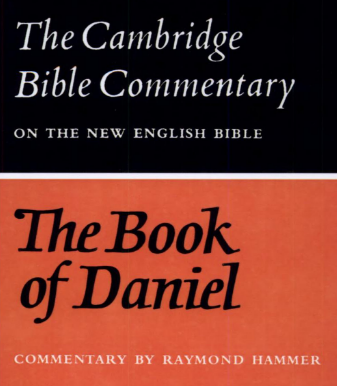 The Cambridge
Bible Commentary
ON THE NEW ENGLISH BIBLE
The Book
of Daniel
COMMENTARY BY RAYMOND HAMMER